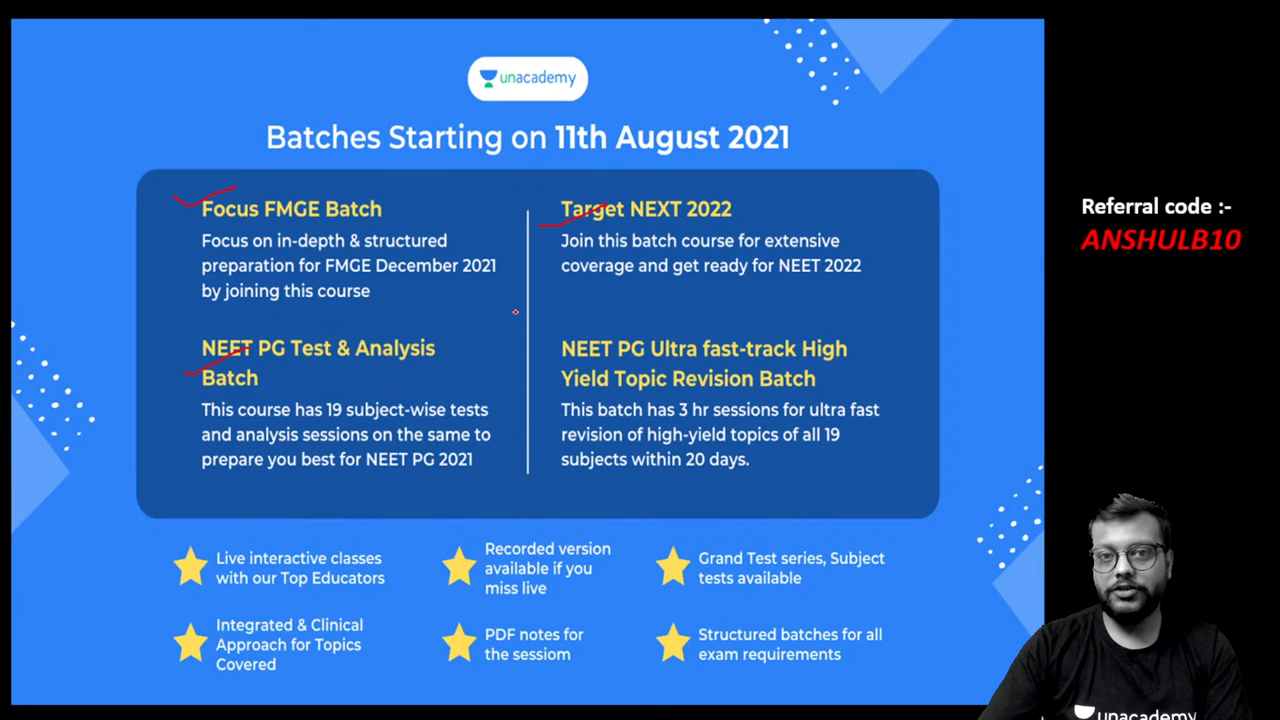 unacademy
Batches Starting on 11th August 2021
Focus FMGE Batch
Focus on in-depth & structured
preparation for FMGE December 2021
by joining this course
Target NEXT 2022
Join this batch course for extensive
coverage and get ready for NEET 2022
NEET PG Test & Analysis
Batch
This course has 19 subject-wise tests
and analysis sessions on the same to
prepare you best for NEET PG 2021
NEET PG Ultra fast-track High
Yield Topic Revision Batch
This batch has 3 hr sessions for ultra fast
revision of high-yield topics of all 19
subjects within 20 days.
Live interactive classes
with our Top Educators
Recorded version
available if you
miss live
Grand Test series, Subject
tests available
Integrated & Clinical
Approach for Topics
Covered
PDF notes for
the sessiom
Structured batches for all
exam requirements
Referral code :-
ANSHULB10
unacademy